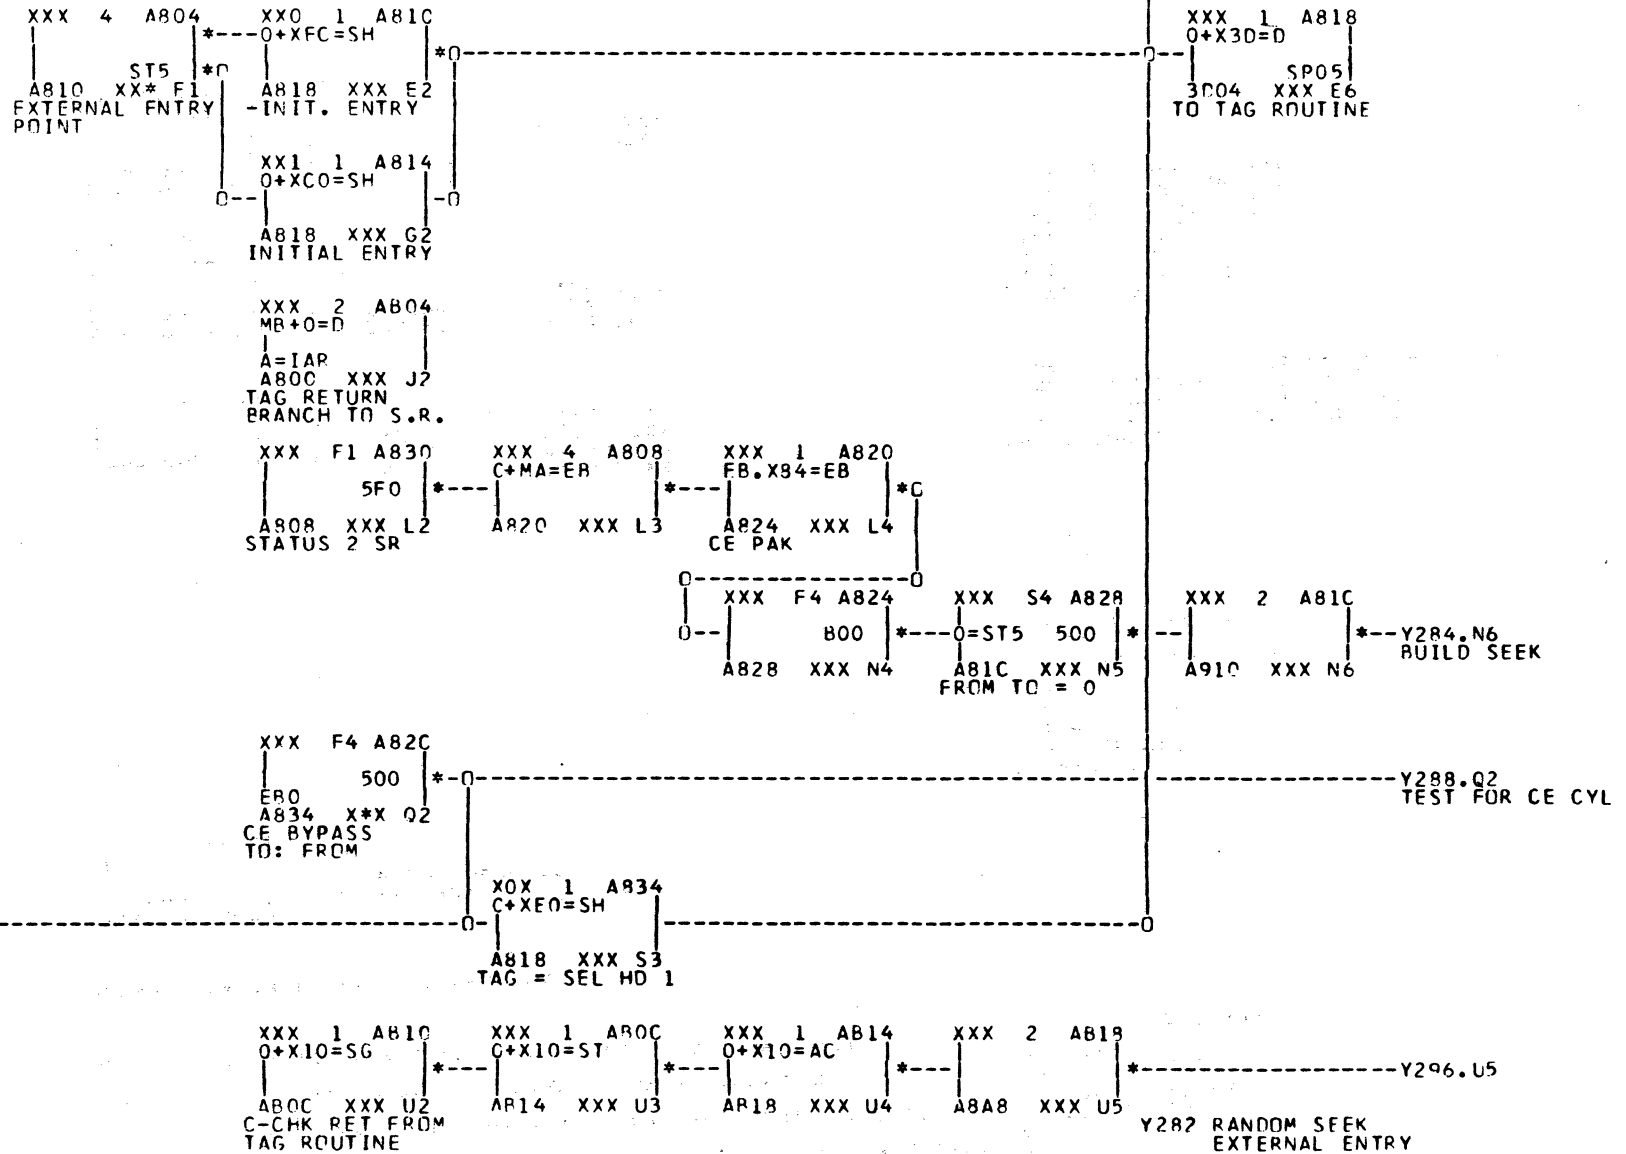 XXX 4 A804 XX0 1 A81C XXX 1 A818
*---0+XFC=SH 0+X3D=D
*0
ST5 *0 SP05
A810 XX* F1 A818 XXX E2 3C04 XXX E6
EXTERNAL ENTRY -INIT. ENTRY TO TAG ROUTINE
POINT
XX1 1 A814
0+XC0=SH
A818 XXX G2
INITIAL ENTRY
XXX 2 AB04
MB+0=D
A=IAR
A80C XXX J2
TAG RETURN
BRANCH TO S.R.
XXX F1 A830 XXX 4 A808 XXX 1 A820
C+MA=EB EB.X84=EB
5F0 *--- *--- *0
A808 XXX L2 A820 XXX L3 A824 XXX L4
STATUS 2 SR CE PAK
XXX F4 A824 XXX S4 A828 XXX 2 A81C
B00 *---0=ST5 500 * -- *--Y284.N6
BUILD SEEK
A828 XXX N4 A81C XXX N5 A910 XXX N6
FROM TO = 0
XXX F4 A82C
500 *-0 Y288.Q2
EB0 TEST FOR CE CYL
A834 X*X Q2
CE BYPASS
TO: FROM
X0X 1 A834
C+XE0=SH
A818 XXX S3
TAG = SEL HD 1
XXX 1 AB10 XXX 1 AB0C XXX 1 AB14 XXX 2 AB18
0+X10=SG 0+X10=ST 0+X10=AC
*--- *--- *--- *---Y296.U5
AB0C XXX U2 AB14 XXX U3 AB18 XXX U4 A8A8 XXX U5
C-CHK RET FROM Y282 RANDOM SEEK
TAG ROUTINE EXTERNAL ENTRY